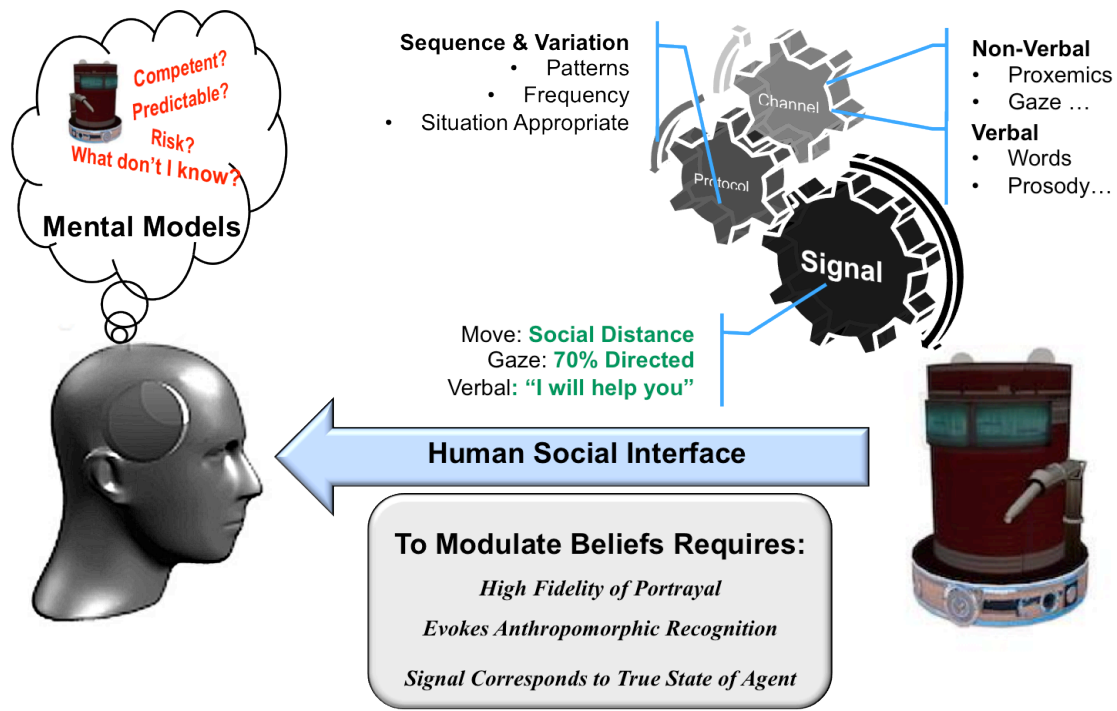 Competent?
Predictable?
Risk?
What don't I know?
Mental Models
Sequence & Variation
• Patterns
• Frequency
• Situation Appropriate
Channel
Protocol
Signal
Non-Verbal
• Proxemics
• Gaze …
Verbal
• Words
• Prosody…
Move: Social Distance
Gaze: 70% Directed
Verbal: “I will help you”
Human Social Interface
To Modulate Beliefs Requires:
High Fidelity of Portrayal
Evokes Anthropomorphic Recognition
Signal Corresponds to True State of Agent